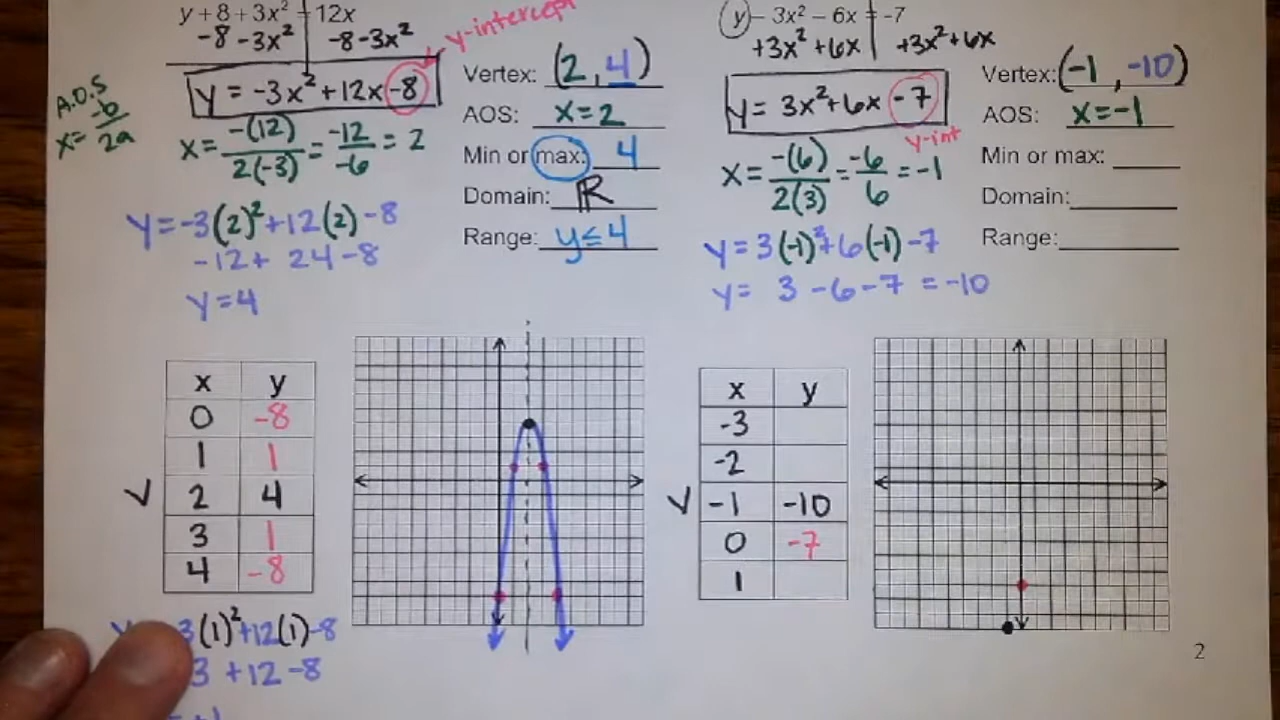 y + 8 + 3x² = 12x
-8 -3x² -8 -3x²
y-intercept
y = -3x² + 12x -8
A.O.S
x = -b/2a
x = -(12)/2(-3) = -12/-6 = 2
y = -3(2)² + 12(2) - 8
-12 + 24 - 8
y = 4
Vertex: (2, 4)
AOS: x = 2
Min or max: 4
Domain: ℝ
Range: y ≤ 4
x y
0 -8
1 1
V 2 4
3 1
4 -8
3(1)² + 12(1) - 8
3 + 12 - 8
y - 3x² - 6x = -7
+3x² + 6x +3x² + 6x
y = 3x² + 6x - 7
y-int
x = -(6)/2(3) = -6/6 = -1
y = 3(-1)² + 6(-1) - 7
y = 3 - 6 - 7 = -10
Vertex: (-1, -10)
AOS: x = -1
Min or max:
Domain:
Range:
x y
-3
-2
V -1 -10
0 -7
1
2